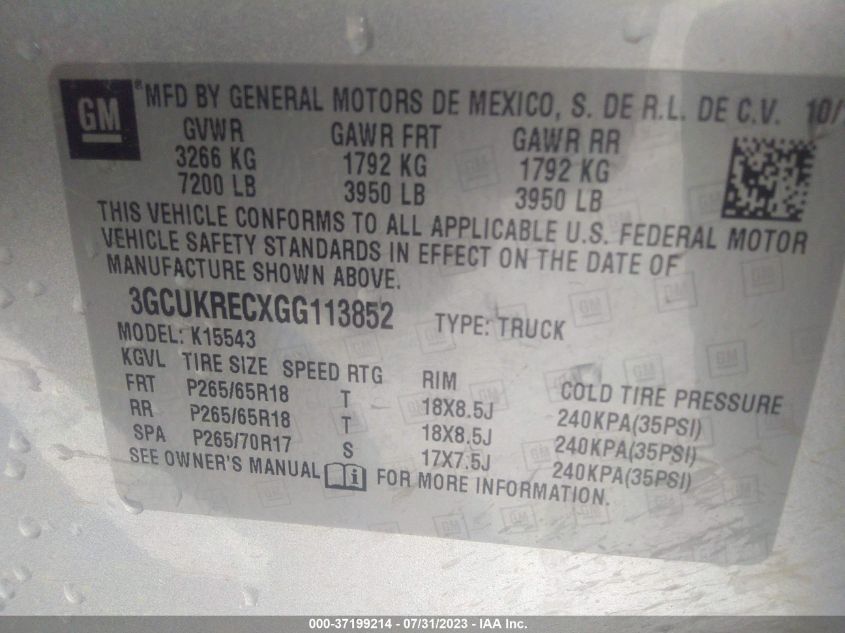 GM ® MFD BY GENERAL MOTORS DE MEXICO, S. DE R.L. DE C.V. 10/
GVWR GAWR FRT GAWR RR
3266 KG 1792 KG 1792 KG
7200 LB 3950 LB 3950 LB
THIS VEHICLE CONFORMS TO ALL APPLICABLE U.S. FEDERAL MOTOR
VEHICLE SAFETY STANDARDS IN EFFECT ON THE DATE OF
MANUFACTURE SHOWN ABOVE.
3GCUKRECXGG113852 TYPE: TRUCK
MODEL: K15543
KGVL TIRE SIZE SPEED RTG RIM COLD TIRE PRESSURE
FRT P265/65R18 T 18X8.5J 240KPA(35PSI)
RR P265/65R18 T 18X8.5J 240KPA(35PSI)
SPA P265/70R17 S 17X7.5J 240KPA(35PSI)
SEE OWNER'S MANUAL i FOR MORE INFORMATION.
000-37199214 - 07/31/2023 - IAA Inc.